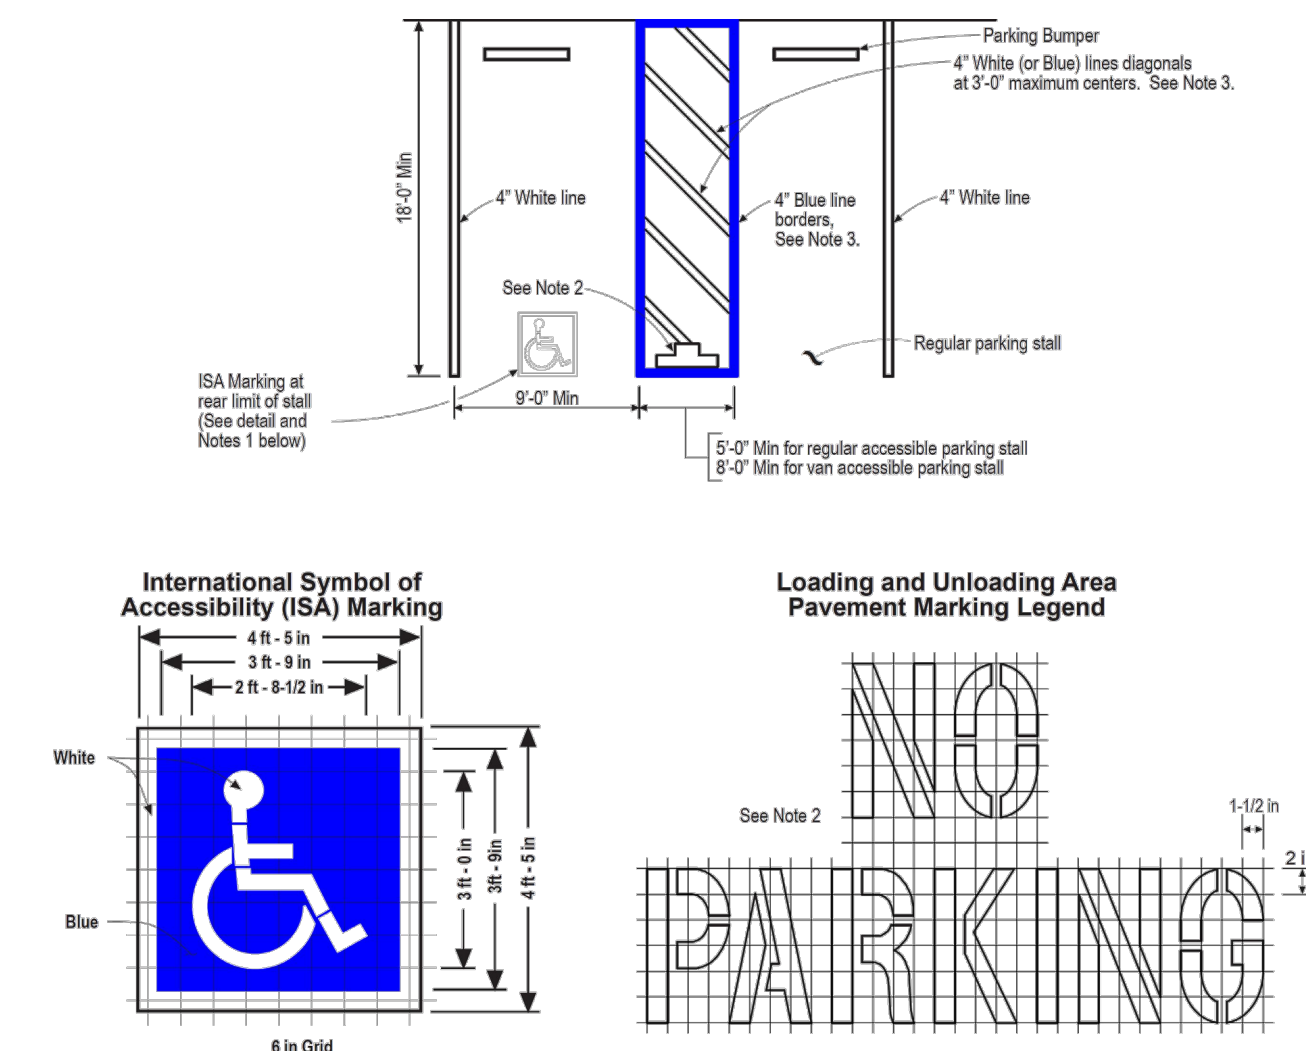 Parking Bumper
4” White (or Blue) lines diagonals
at 3’-0” maximum centers. See Note 3.
18’-0” Min
4” White line
4” Blue line
borders,
See Note 3.
4” White line
See Note 2
Regular parking stall
ISA Marking at
rear limit of stall
(See detail and
Notes 1 below)
9’-0” Min
5’-0” Min for regular accessible parking stall
8’-0” Min for van accessible parking stall
International Symbol of
Accessibility (ISA) Marking
4 ft - 5 in
3 ft - 9 in
2 ft - 8-1/2 in
White
Blue
3 ft - 0 in
3ft - 9in
4 ft - 5 in
6 in Grid
Loading and Unloading Area
Pavement Marking Legend
NO
See Note 2
1-1/2 in
2 i
PARKING